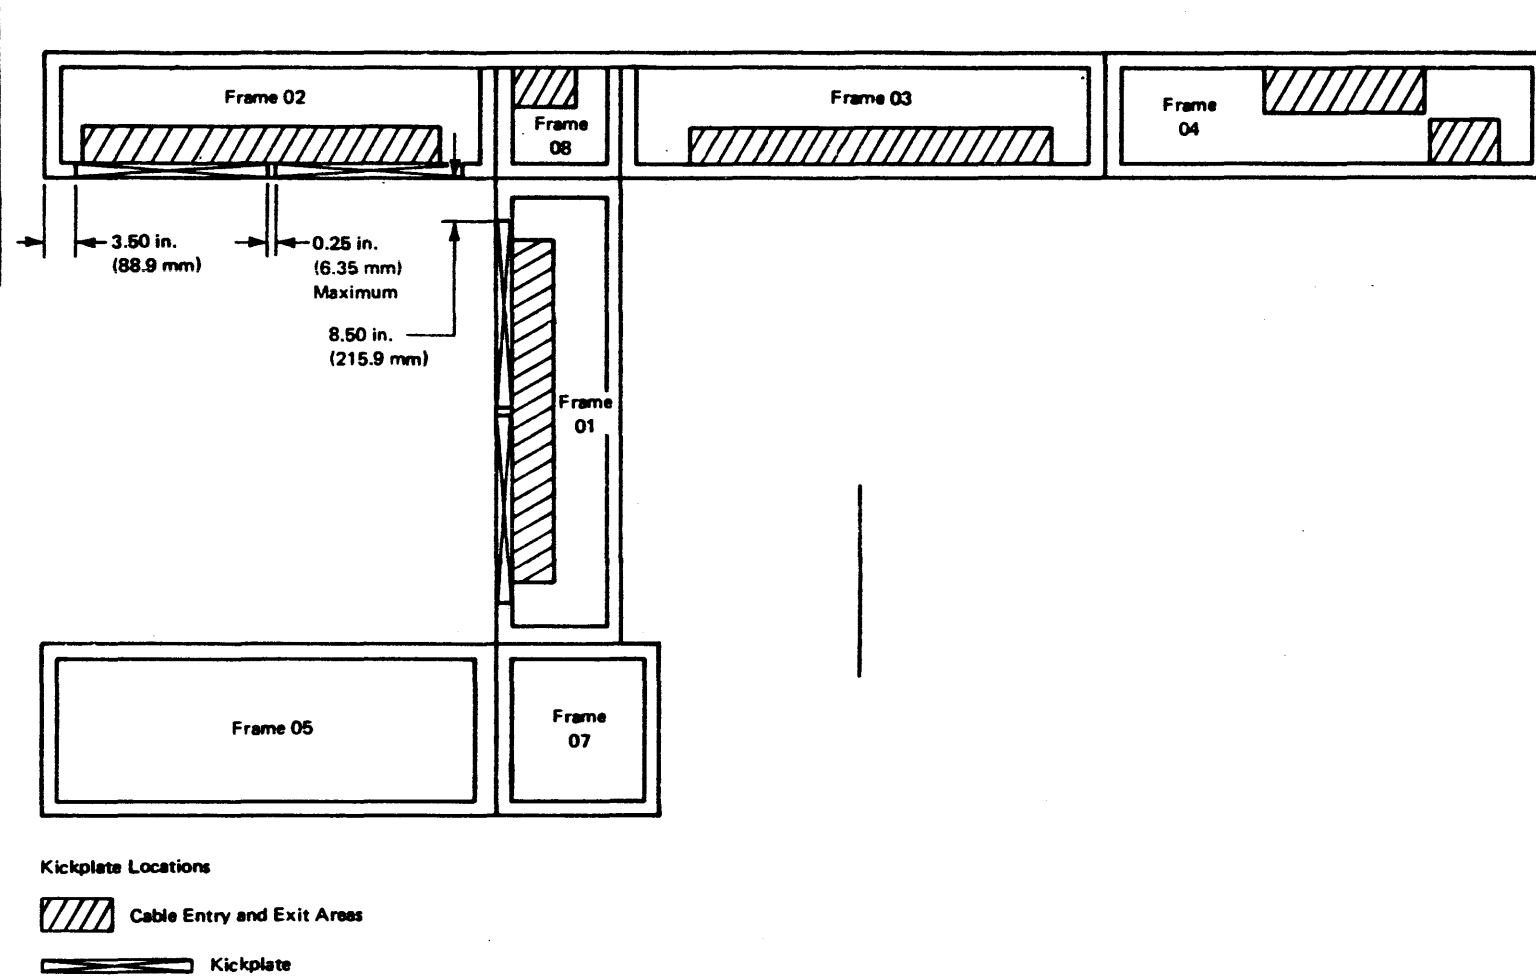 Frame 02
Frame
08
Frame 03
Frame
04
3.50 in.
(88.9 mm)
0.25 in.
(6.35 mm)
Maximum
8.50 in.
(215.9 mm)
Frame
01
Frame 05
Frame
07
Kickplate Locations
Cable Entry and Exit Areas
Kickplate